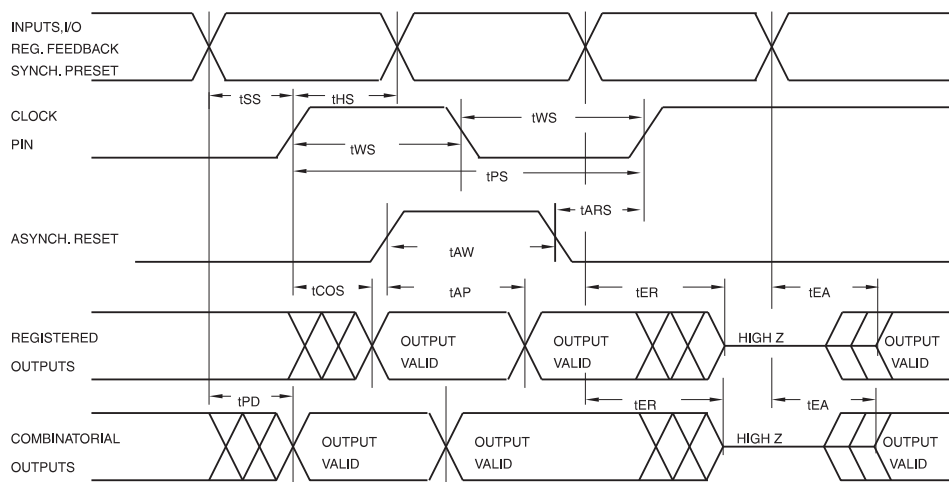 INPUTS,I/O
REG. FEEDBACK
SYNCH. PRESET
tSS
tHS
CLOCK
PIN
tWS
tWS
tPS
tARS
ASYNCH. RESET
tAW
tCOS
tAP
tER
tEA
REGISTERED
OUTPUTS
OUTPUT
VALID
OUTPUT
VALID
HIGH Z
OUTPUT
VALID
tPD
tER
tEA
COMBINATORIAL
OUTPUTS
OUTPUT
VALID
OUTPUT
VALID
HIGH Z
OUTPUT
VALID